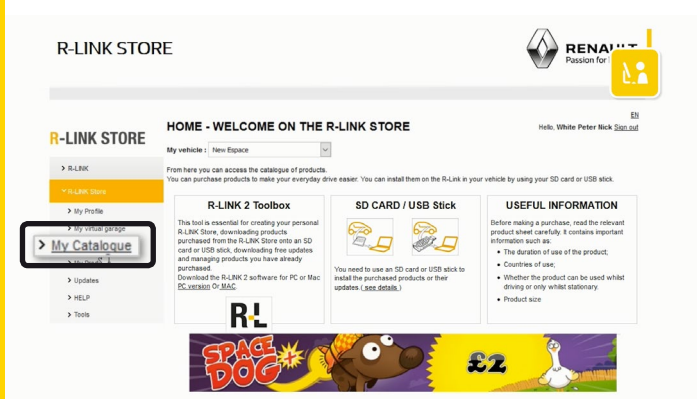 R-LINK STORE
RENAULT
Passion for
EN
HOME - WELCOME ON THE R-LINK STORE
Hello, White Peter Nick Sign out
R-LINK STORE
My vehicle : New Espace
> R-LINK
From here you can access the catalogue of products.
You can purchase products to make your everyday drive easier. You can install them on the R-Link in your vehicle by using your SD card or USB stick.
R-LINK Store
> My Profile
> My virtual garage
> My Catalogue
> Updates
> HELP
> Tools
R-LINK 2 Toolbox
This tool is essential for creating your personal
R-LINK Store, downloading products
purchased from the R-LINK Store onto an SD
card or USB stick, downloading free updates
and managing products you have already
purchased.
Download the R-LINK 2 software for PC or Mac
PC version Or MAC.
R-L
SD CARD / USB Stick
You need to use an SD card or USB stick to
install the purchased products or their
updates.( see details )
USEFUL INFORMATION
Before making a purchase, read the relevant
product sheet carefully. It contains important
information such as:
• The duration of use of the product;
• Countries of use;
• Whether the product can be used whilst
driving or only whilst stationary.
• Product size
SPACE
DOG+
£2